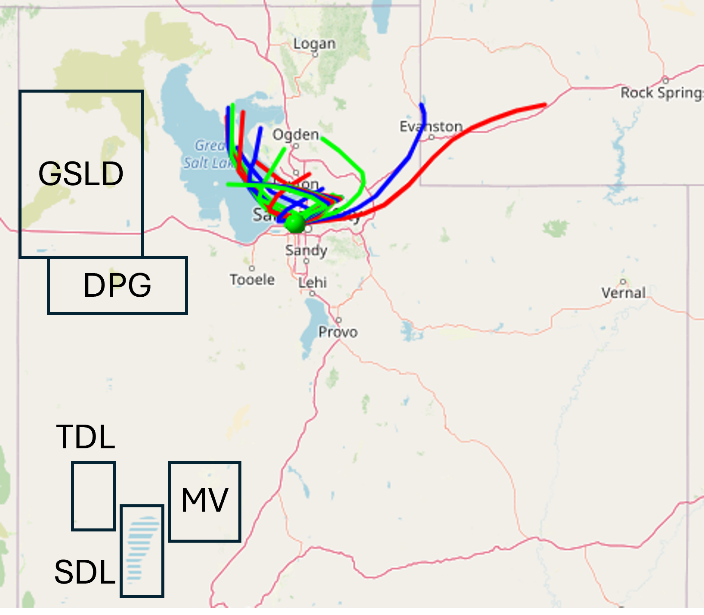 Logan
Rock Springs
GSLD
Great
Salt Lake
Ogden
Evanston
Sandy
DPG
Tooele
Lehi
Vernal
Provo
TDL
MV
SDL